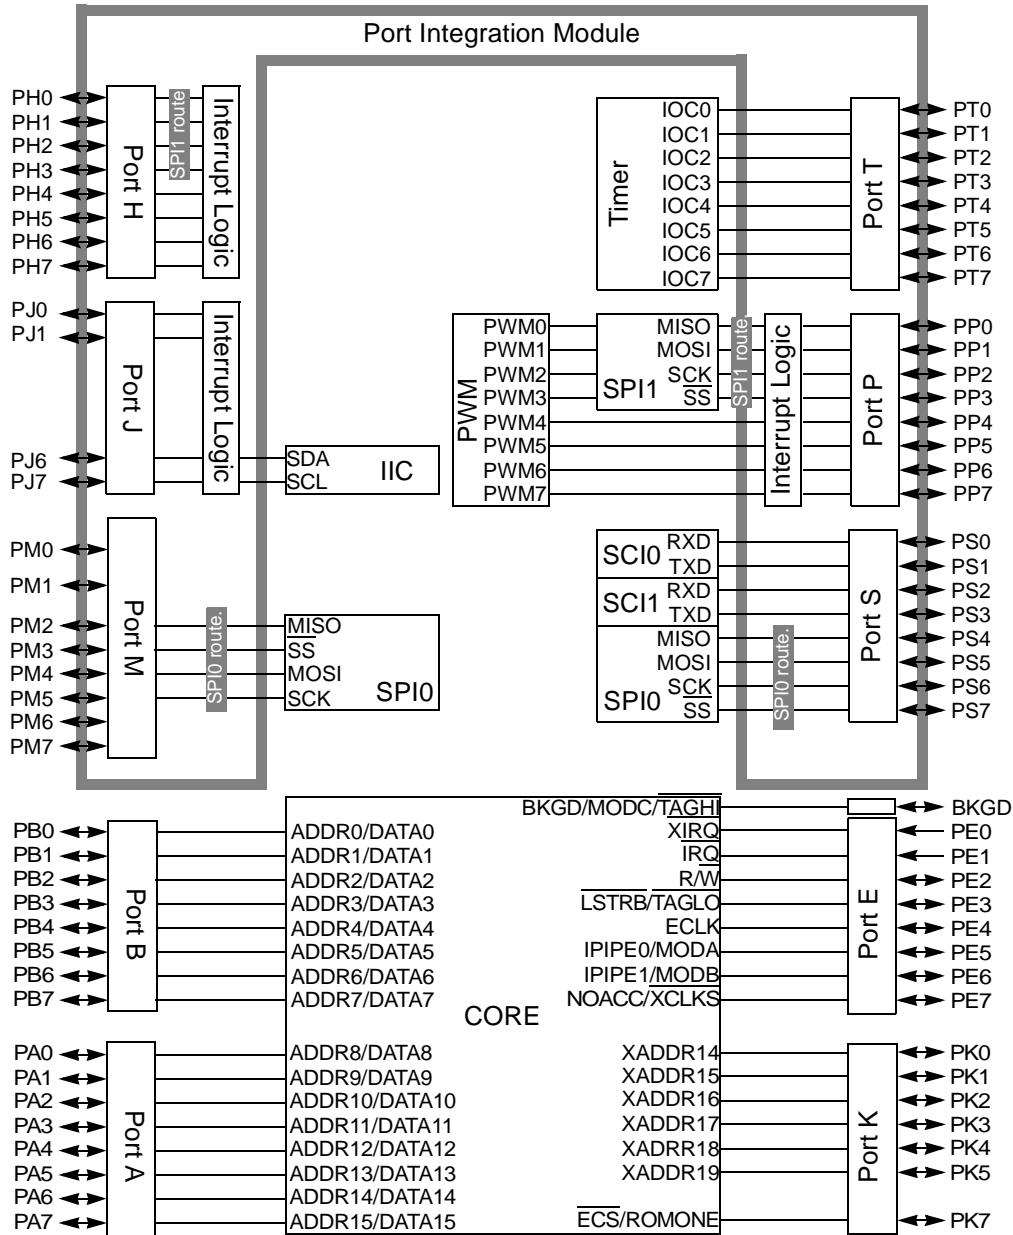 Port Integration Module
PH0
PH1
PH2
PH3
PH4
PH5
PH6
PH7
Port H
SPI1 route
Interrupt Logic
PJ0
PJ1
PJ6
PJ7
Port J
Interrupt Logic
SDA
SCL
IIC
PM0
PM1
PM2
PM3
PM4
PM5
PM6
PM7
Port M
SPI0 route.
MISO
SS
MOSI
SCK
SPI0
Timer
IOC0
IOC1
IOC2
IOC3
IOC4
IOC5
IOC6
IOC7
Port T
PT0
PT1
PT2
PT3
PT4
PT5
PT6
PT7
PWM
PWM0
PWM1
PWM2
PWM3
PWM4
PWM5
PWM6
PWM7
MISO
MOSI
SCK
SS
SPI1
SPI1 route.
Interrupt Logic
Port P
PP0
PP1
PP2
PP3
PP4
PP5
PP6
PP7
SCI0
RXD
TXD
SCI1
RXD
TXD
MISO
MOSI
SCK
SS
SPI0
SPI0 route.
Port S
PS0
PS1
PS2
PS3
PS4
PS5
PS6
PS7
PB0
PB1
PB2
PB3
PB4
PB5
PB6
PB7
Port B
ADDR0/DATA0
ADDR1/DATA1
ADDR2/DATA2
ADDR3/DATA3
ADDR4/DATA4
ADDR5/DATA5
ADDR6/DATA6
ADDR7/DATA7
PA0
PA1
PA2
PA3
PA4
PA5
PA6
PA7
Port A
ADDR8/DATA8
ADDR9/DATA9
ADDR10/DATA10
ADDR11/DATA11
ADDR12/DATA12
ADDR13/DATA13
ADDR14/DATA14
ADDR15/DATA15
CORE
BKGD/MODC/TAGHI
XIRQ
IRQ
R/W
LSTRB/TAGLO
ECLK
IPIPE0/MODA
IPIPE1/MODB
NOACC/XCLKS
Port E
BKGD
PE0
PE1
PE2
PE3
PE4
PE5
PE6
PE7
XADDR14
XADDR15
XADDR16
XADDR17
XADRR18
XADDR19
ECS/ROMONE
Port K
PK0
PK1
PK2
PK3
PK4
PK5
PK7